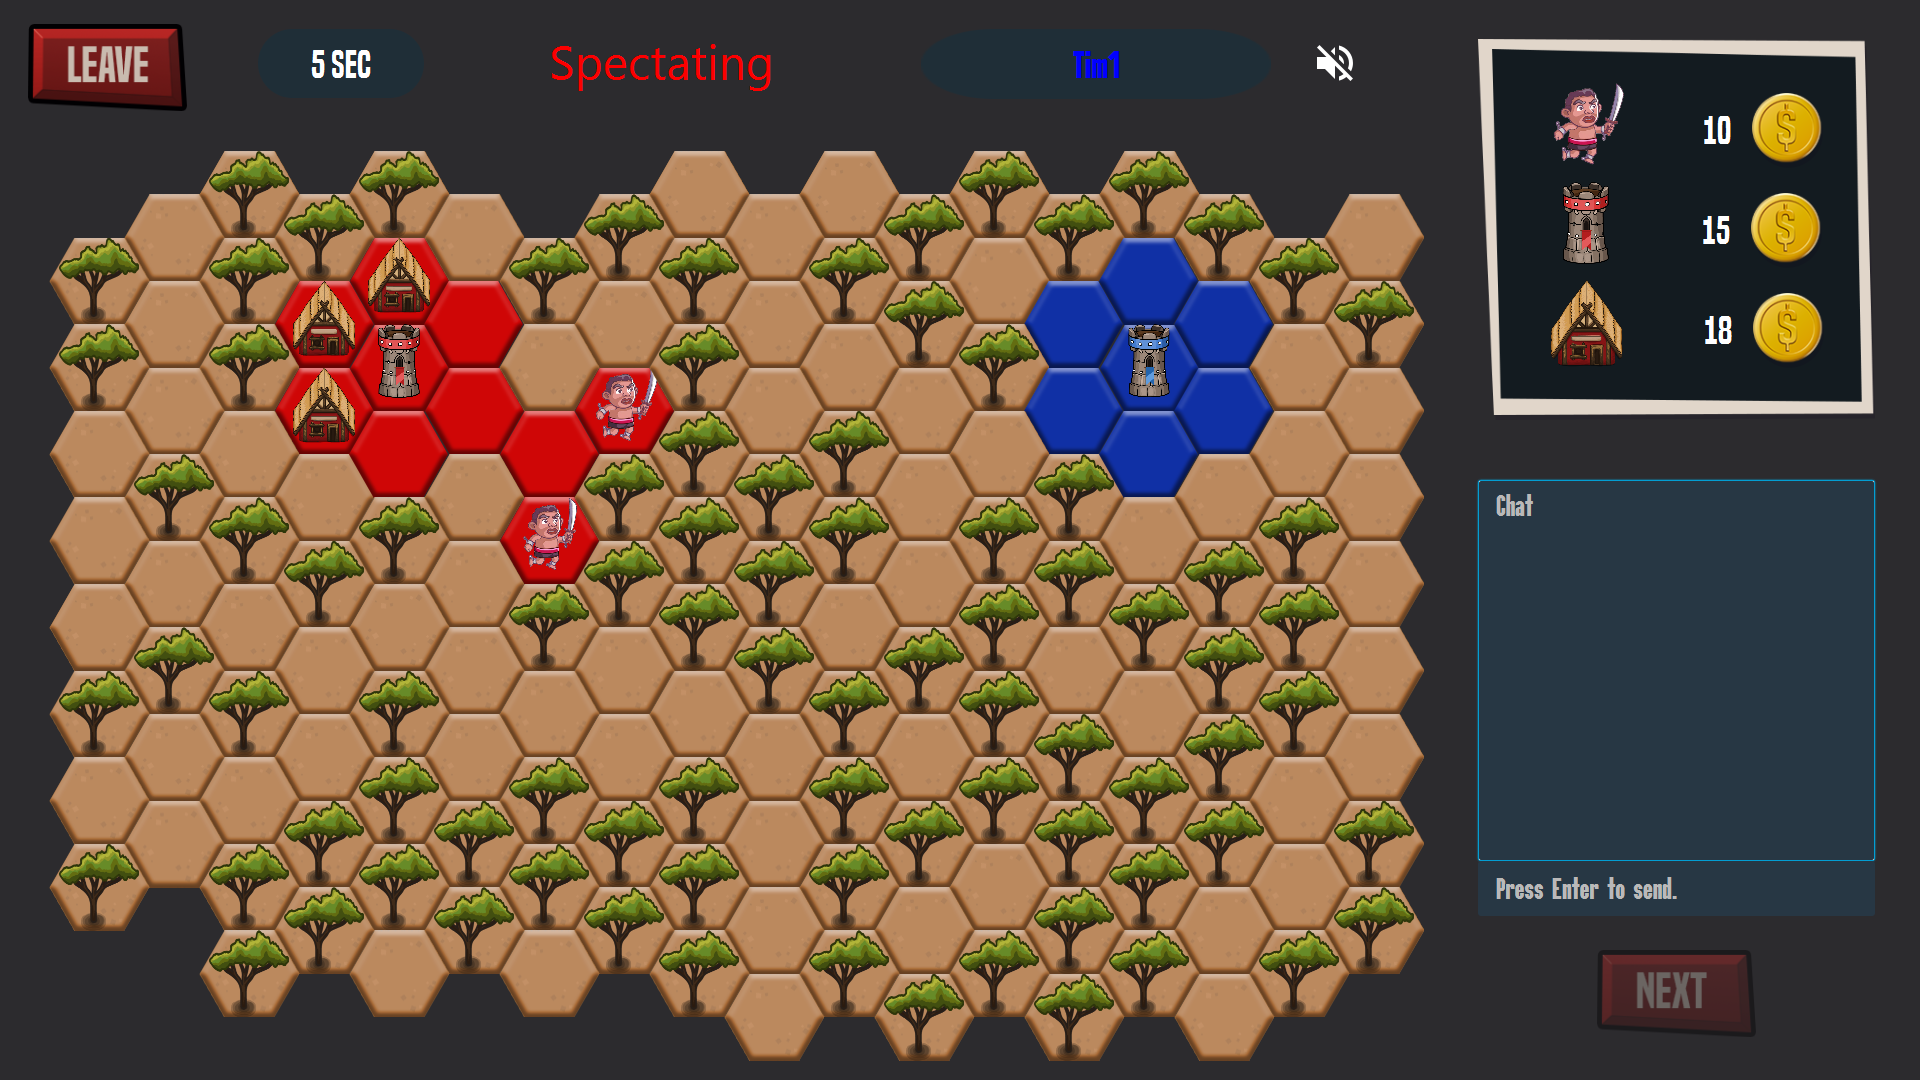 LEAVE
5 SEC
Spectating
Tim1
10
15
18
Chat
Press Enter to send.
NEXT